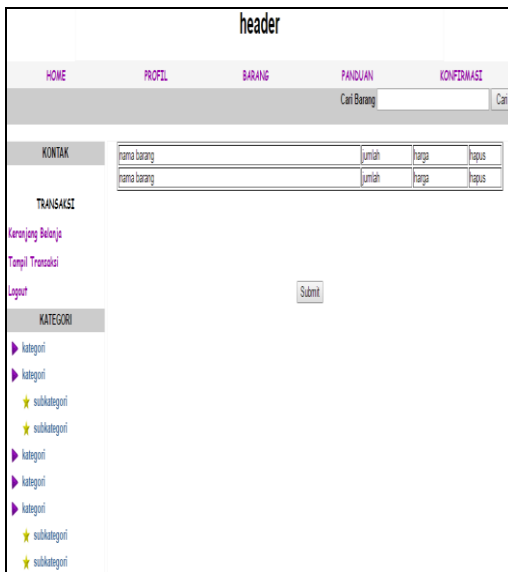 header
HOME PROFIL BARANG PANDUAN KONFIRMASI
Cari Barang Cari
KONTAK
nama barang jumlah harga hapus
nama barang jumlah harga hapus
TRANSAKSI
Keranjang Belanja
Tampil Transaksi
Logout
Submit
KATEGORI
kategori
kategori
subkategori
subkategori
kategori
kategori
kategori
subkategori
subkategori